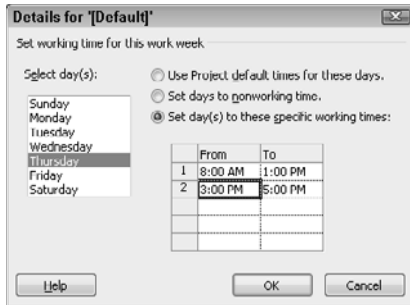 Details for '[Default]'
Set working time for this work week
Select day(s):
Sunday
Monday
Tuesday
Wednesday
Thursday
Friday
Saturday
Use Project default times for these days.
Set days to nonworking time.
Set day(s) to these specific working times:
From To
1 8:00 AM 1:00 PM
2 3:00 PM 5:00 PM
Help OK Cancel